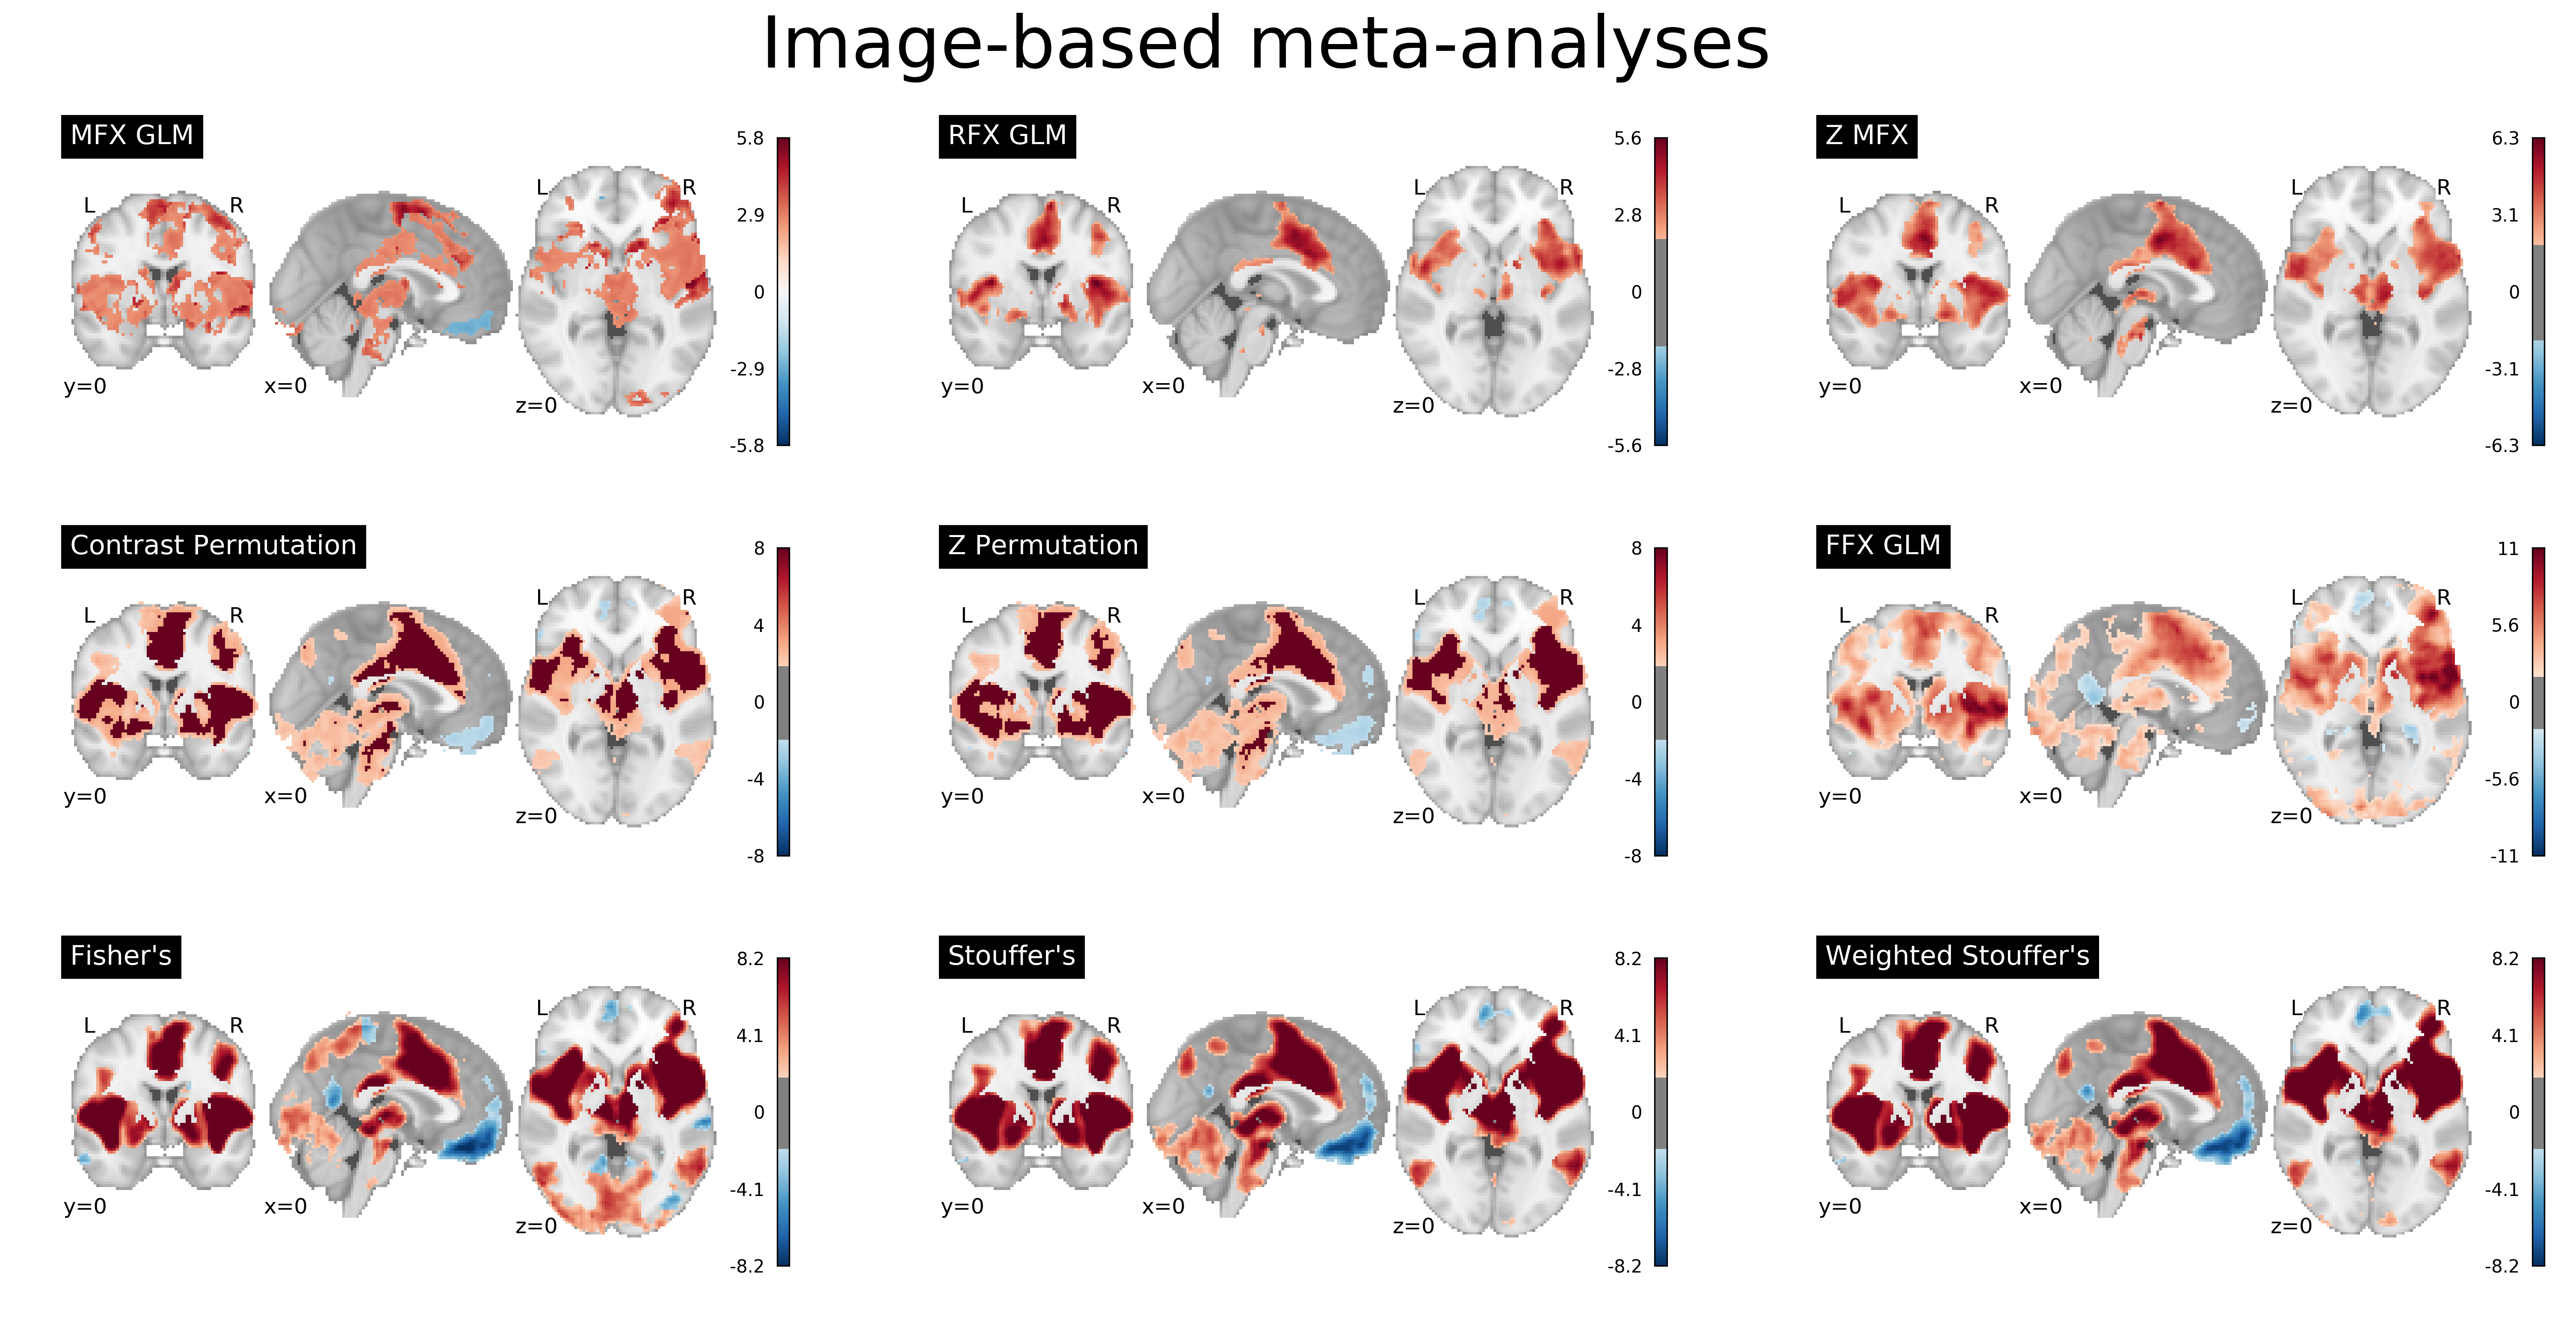 Image-based meta-analyses
MFX GLM
L
R
L
R
y=0
x=0
z=0
5.8
2.9
0
-2.9
-5.8
RFX GLM
L
R
L
R
y=0
x=0
z=0
5.6
2.8
0
-2.8
-5.6
Z MFX
L
R
L
R
y=0
x=0
z=0
6.3
3.1
0
-3.1
-6.3
Contrast Permutation
L
R
L
R
y=0
x=0
z=0
8
4
0
-4
-8
Z Permutation
L
R
L
R
y=0
x=0
z=0
8
4
0
-4
-8
FFX GLM
L
R
L
R
y=0
x=0
z=0
11
5.6
0
-5.6
-11
Fisher's
L
R
L
R
y=0
x=0
z=0
8.2
4.1
0
-4.1
-8.2
Stouffer's
L
R
L
R
y=0
x=0
z=0
8.2
4.1
0
-4.1
-8.2
Weighted Stouffer's
L
R
L
R
y=0
x=0
z=0
8.2
4.1
0
-4.1
-8.2